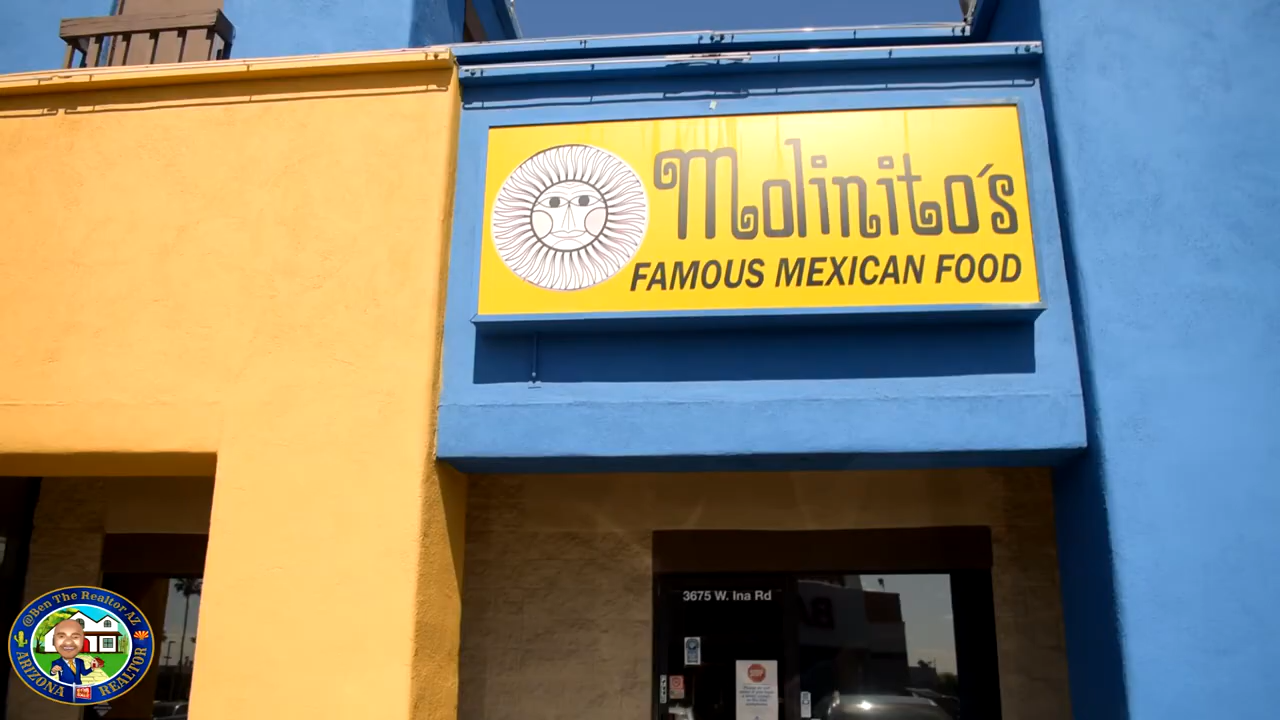 Molinito's
FAMOUS MEXICAN FOOD
3675 W. Ina Rd
STOP
@Ben The Realtor AZ
ARIZONA REALTOR